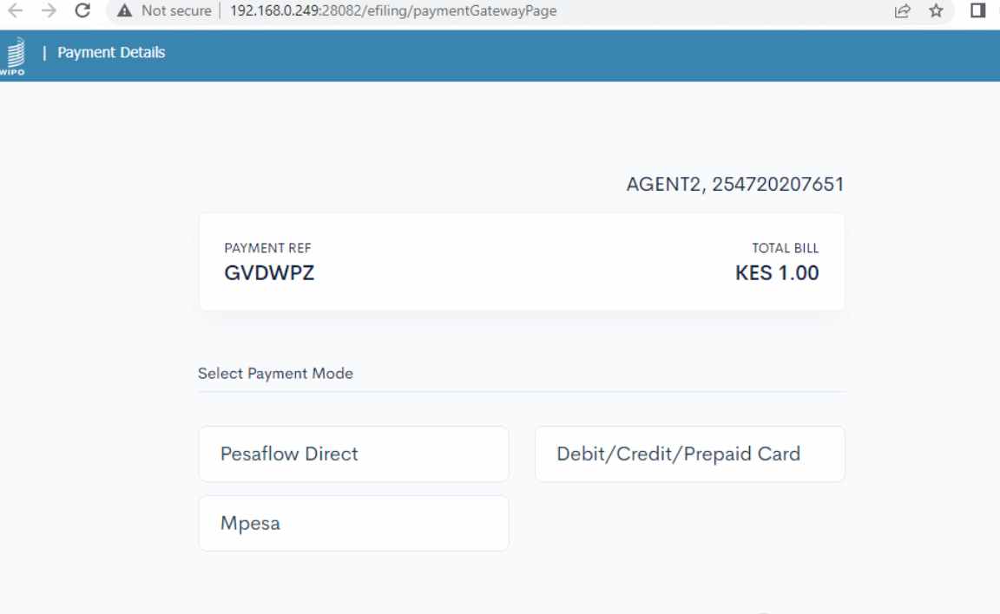 Not secure | 192.168.0.249:28082/efiling/paymentGatewayPage
WIPO
| Payment Details
AGENT2, 254720207651
PAYMENT REF
TOTAL BILL
GVDWPZ
KES 1.00
Select Payment Mode
Pesaflow Direct
Debit/Credit/Prepaid Card
Mpesa